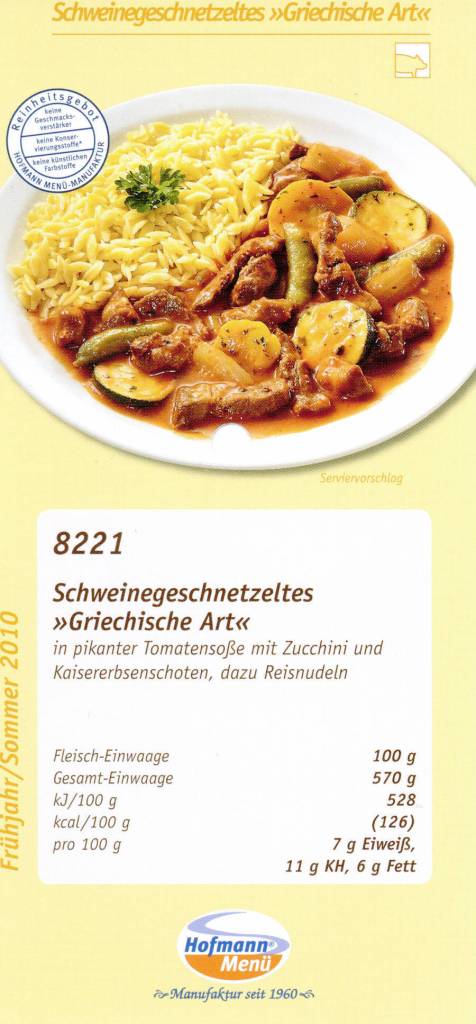 Schweinegeschnetzeltes »Griechische Art«
Reinheitsgebot
keine
Geschmacks-
verstärker
keine Konser-
vierungsstoffe*
keine künstlichen
Farbstoffe
HOFMANN MENÜ-MANUFAKTUR
Serviervorschlag
8221
Schweinegeschnetzeltes
»Griechische Art«
in pikanter Tomatensoße mit Zucchini und
Kaisererbsenschoten, dazu Reisnudeln
Fleisch-Einwaage 100 g
Gesamt-Einwaage 570 g
kJ/100 g 528
kcal/100 g (126)
pro 100 g 7 g Eiweiß,
11 g KH, 6 g Fett
Frühjahr/Sommer 2010
Hofmann®
Menü
Manufaktur seit 1960